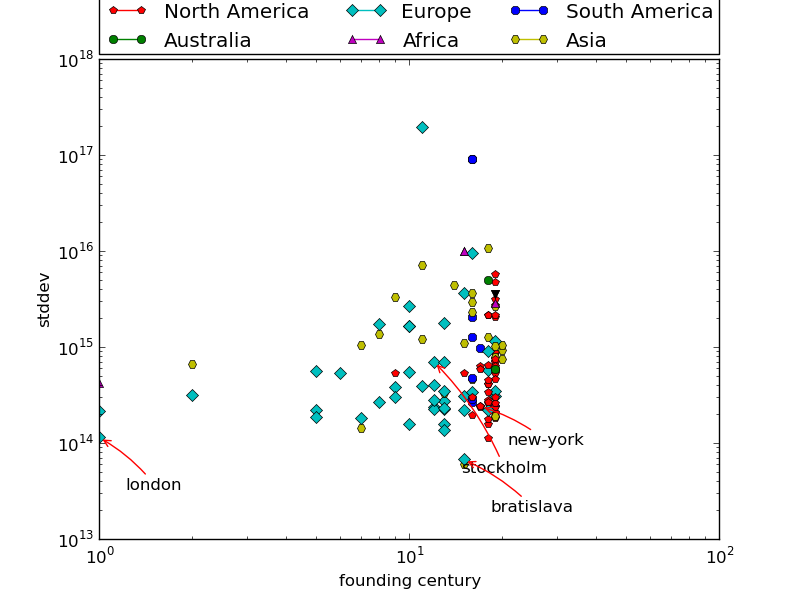 North America Europe South America
Australia Africa Asia
10^18
10^17
10^16
10^15
10^14
10^13
stddev
new-york
stockholm
london
bratislava
10^0 10^1 10^2
founding century